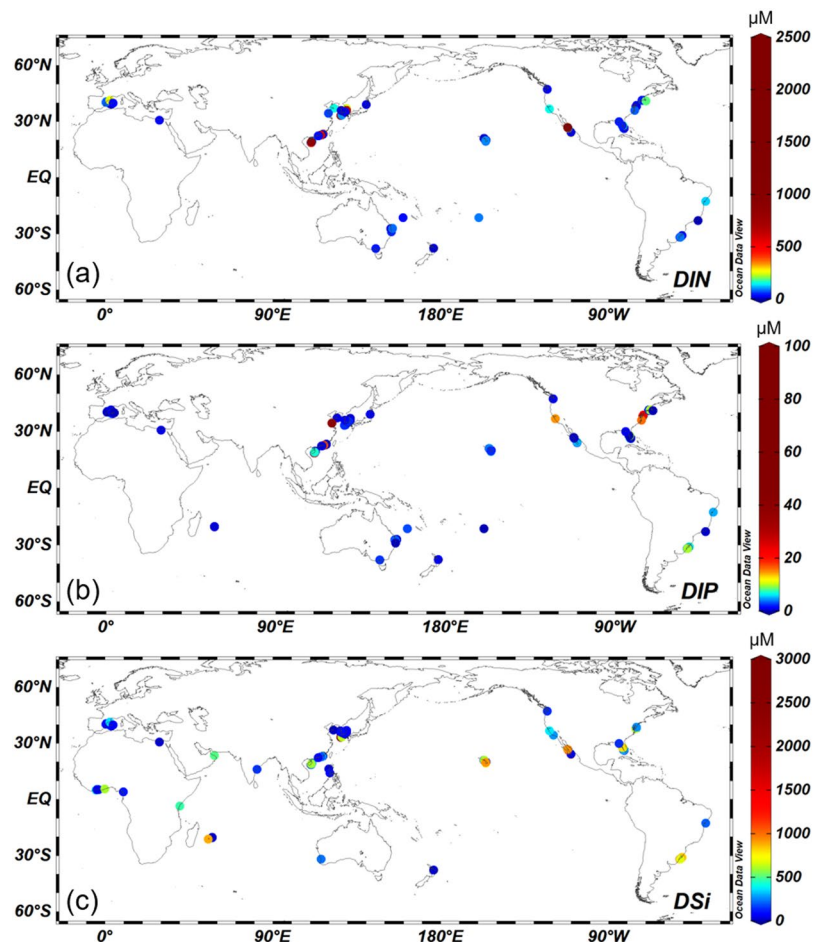 µM
2500
2000
1500
1000
500
0
60°N
30°N
EQ
30°S
60°S
(a)
DIN
Ocean Data View
0°
90°E
180°E
90°W
µM
100
80
60
40
20
0
60°N
30°N
EQ
30°S
60°S
(b)
DIP
Ocean Data View
0°
90°E
180°E
90°W
µM
3000
2500
2000
1500
1000
500
0
60°N
30°N
EQ
30°S
60°S
(c)
DSi
Ocean Data View
0°
90°E
180°E
90°W